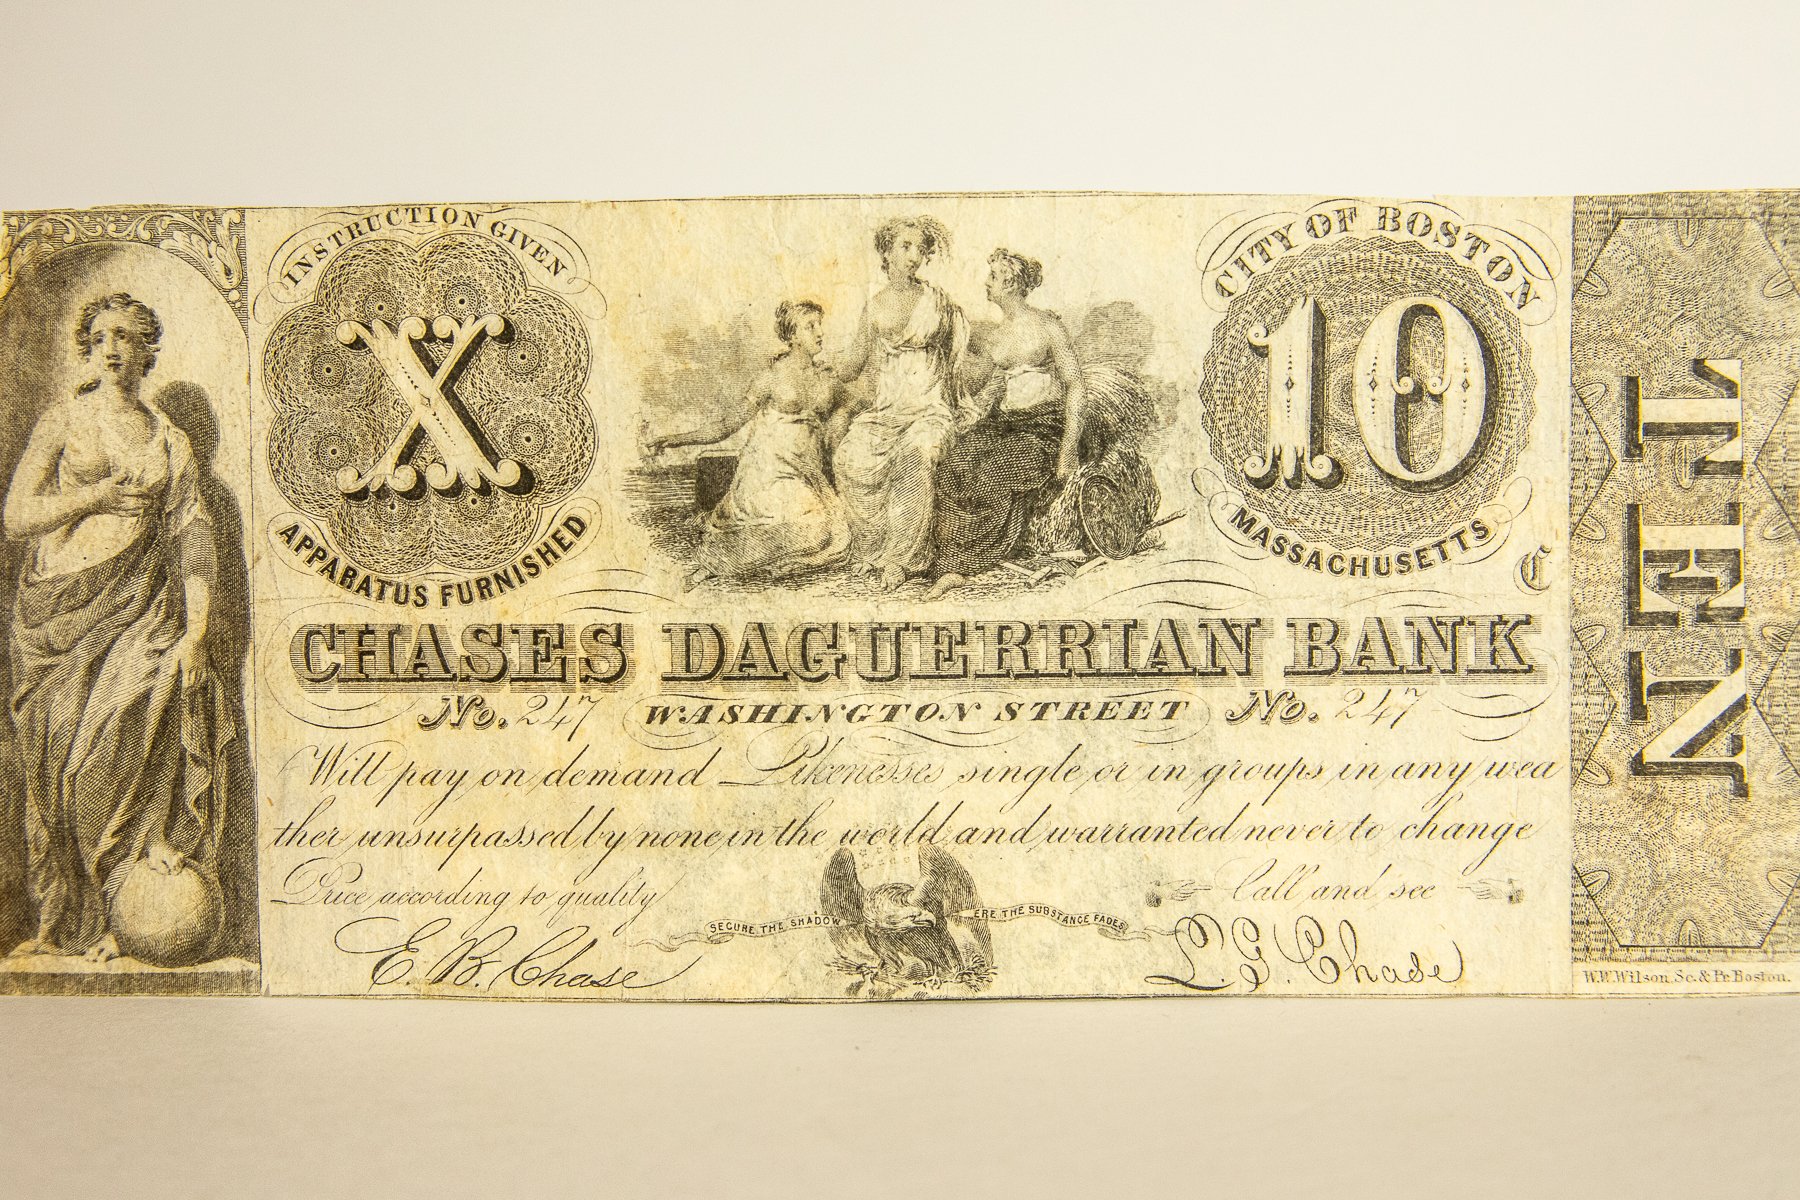 INSTRUCTION GIVEN
X
APPARATUS FURNISHED
CITY OF BOSTON
10
MASSACHUSETTS
C
TEN
CHASES DAGUERRIAN BANK
No. 247 WASHINGTON STREET No. 247
Will pay on demand Likenesses single or in groups in any wea
ther unsurpassed by none in the world and warranted never to change
Price according to quality
Call and see
SECURE THE SHADOW ERE THE SUBSTANCE FADES
E. B. Chase
L. G. Chase
W.W.Wilson, Sc. & Pr. Boston.